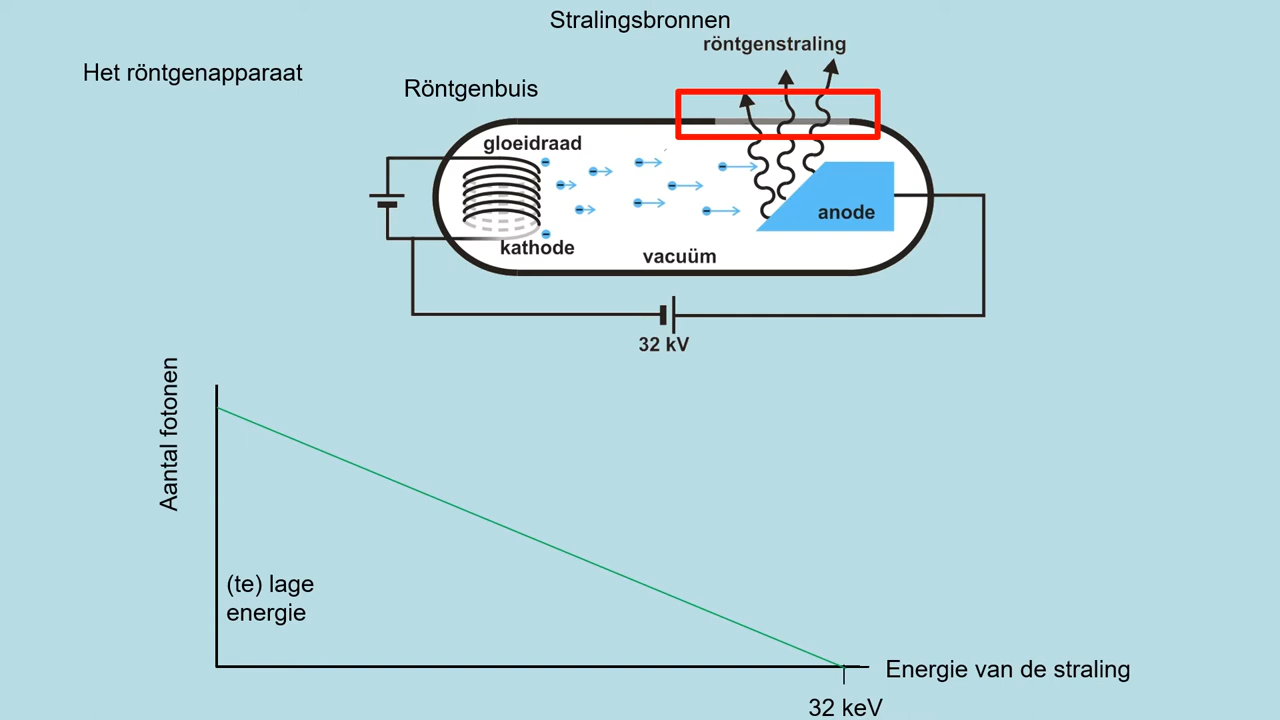 Stralingsbronnen
röntgenstraling
Het röntgenapparaat
Röntgenbuis
gloeidraad
anode
kathode
vacuüm
32 kV
Aantal fotonen
(te) lage
energie
Energie van de straling
32 keV